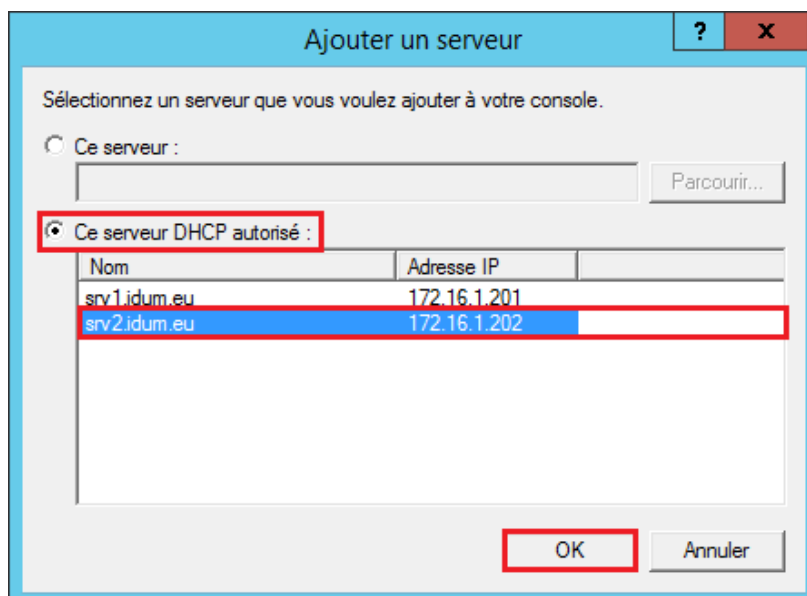 Ajouter un serveur
? x
Sélectionnez un serveur que vous voulez ajouter à votre console.
Ce serveur :
Parcourir...
Ce serveur DHCP autorisé :
Nom Adresse IP
srv1.idum.eu 172.16.1.201
srv2.idum.eu 172.16.1.202
OK Annuler